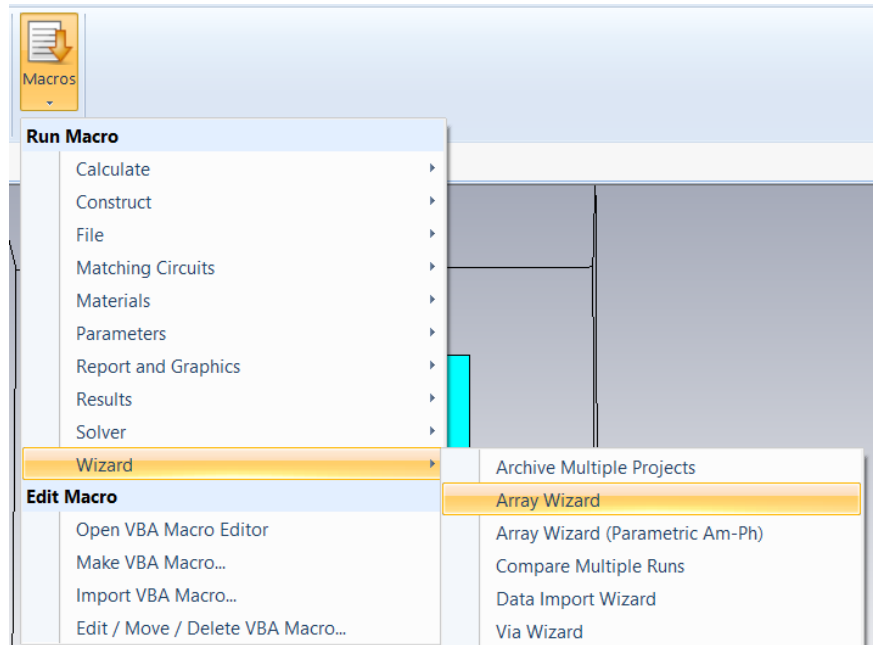 Macros
Run Macro
Calculate
Construct
File
Matching Circuits
Materials
Parameters
Report and Graphics
Results
Solver
Wizard
Archive Multiple Projects
Edit Macro
Array Wizard
Open VBA Macro Editor
Array Wizard (Parametric Am-Ph)
Make VBA Macro...
Compare Multiple Runs
Import VBA Macro...
Data Import Wizard
Edit / Move / Delete VBA Macro...
Via Wizard